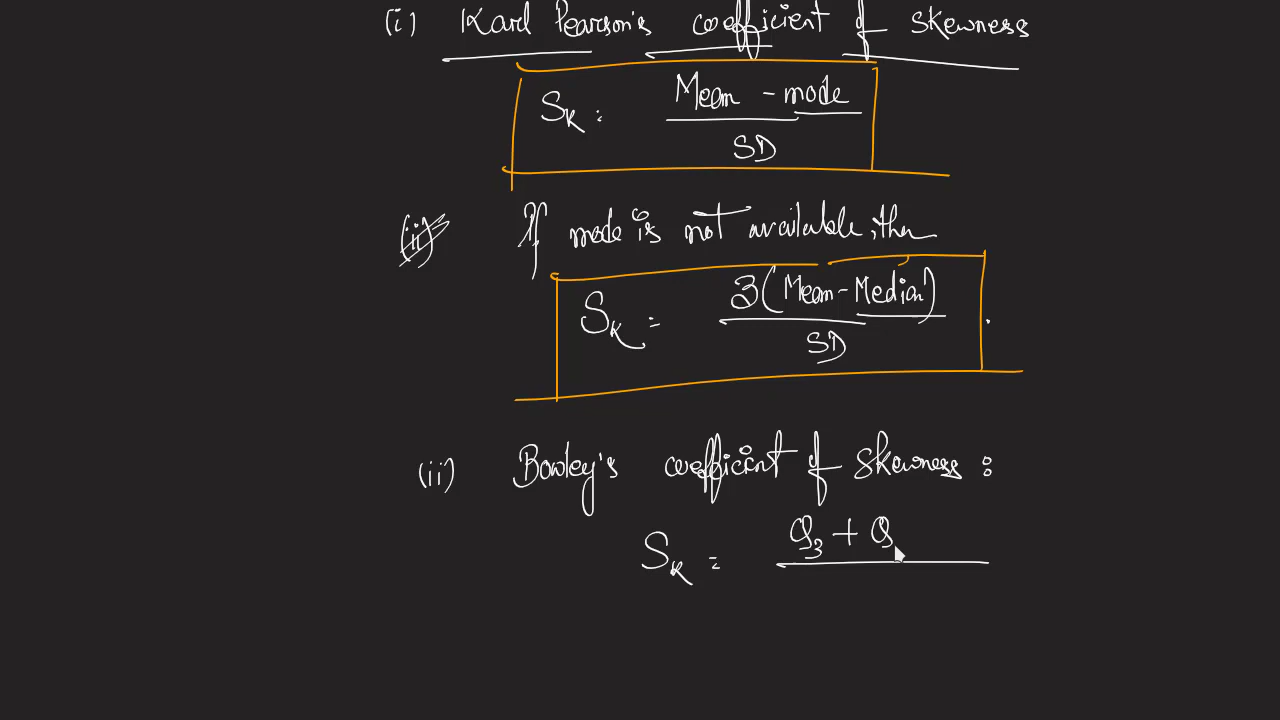 (i) Karl Pearson's coefficient of skewness
SK : Mean - mode
SD
(ii) If mode is not available, then
SK = 3(Mean - Median)
SD
(ii) Bowley's coefficient of skewness :
SK = Q3 + Q